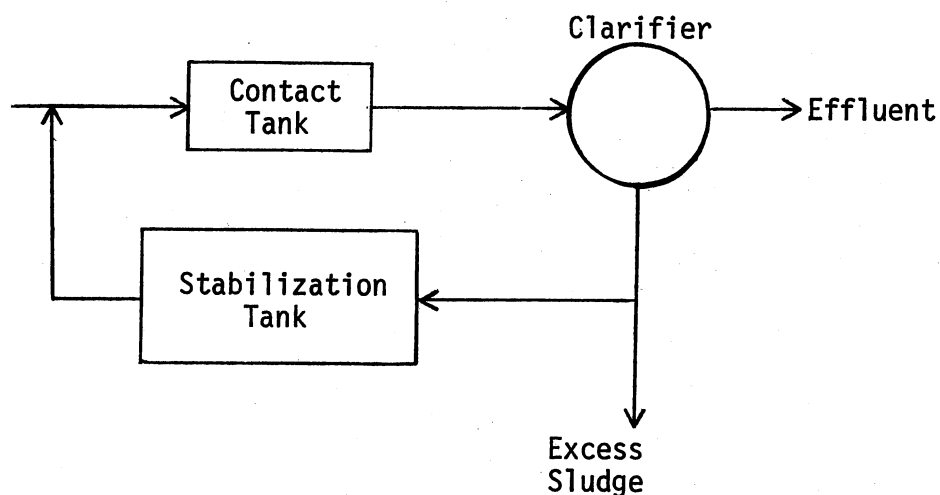 Clarifier
Contact
Tank
Effluent
Stabilization
Tank
Excess
Sludge